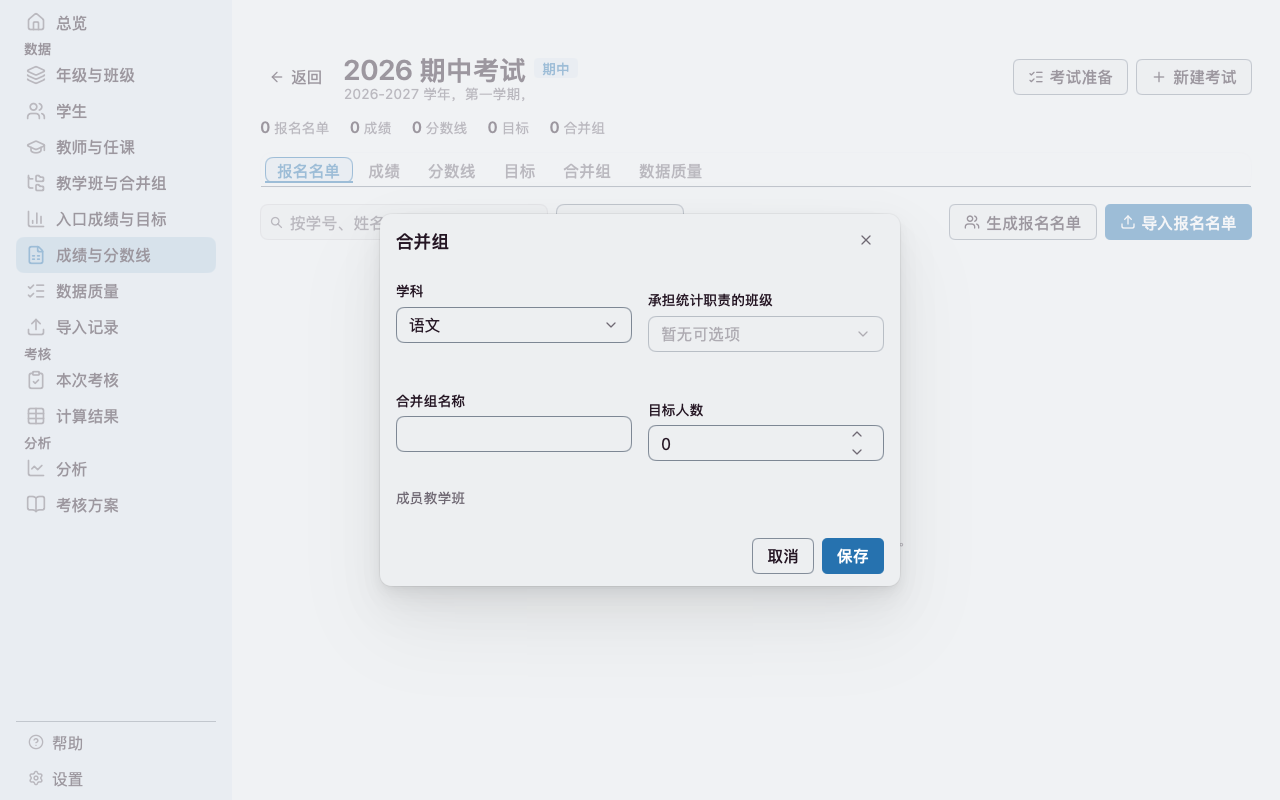 总览
数据
年级与班级
学生
教师与任课
教学班与合并组
入口成绩与目标
成绩与分数线
数据质量
导入记录
考核
本次考核
计算结果
分析
分析
考核方案
帮助
设置
返回
2026 期中考试 期中
2026-2027 学年，第一学期，
考试准备
新建考试
0 报名名单 0 成绩 0 分数线 0 目标 0 合并组
报名名单 成绩 分数线 目标 合并组 数据质量
按学号、姓名
生成报名名单
导入报名名单
合并组
学科
语文
承担统计职责的班级
暂无可选项
合并组名称
目标人数
0
成员教学班
取消
保存